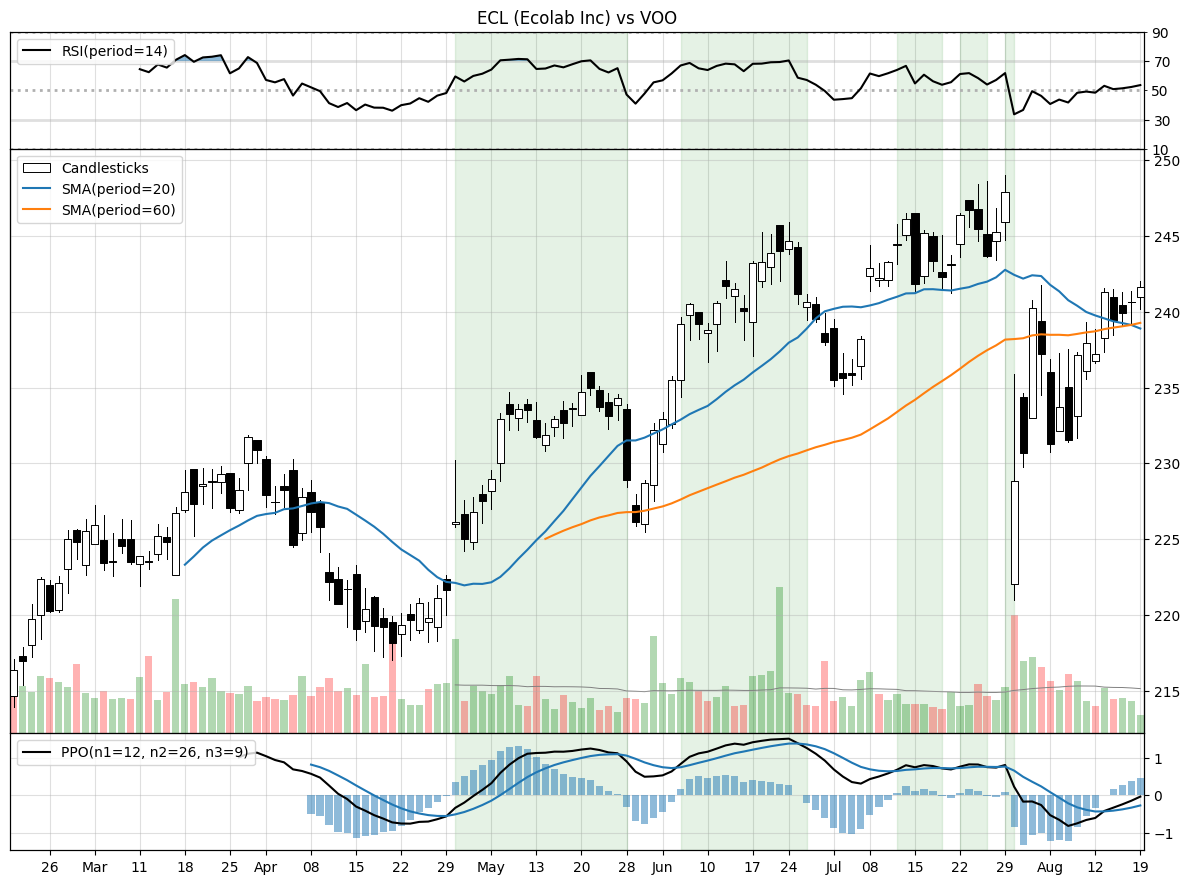 ECL (Ecolab Inc) vs VOO
RSI(period=14)
90
70
50
30
10
Candlesticks
SMA(period=20)
SMA(period=60)
250
245
240
235
230
225
220
215
PPO(n1=12, n2=26, n3=9)
1
0
−1
26 Mar 11 18 25 Apr 08 15 22 29 May 13 20 28 Jun 10 17 24 Jul 08 15 22 29 Aug 12 19